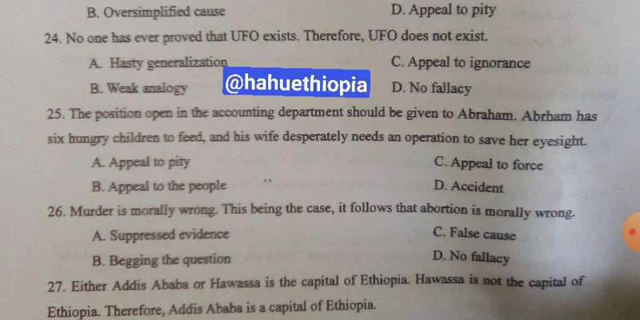 B. Oversimplified cause D. Appeal to pity
24. No one has ever proved that UFO exists. Therefore, UFO does not exist.
A. Hasty generalization C. Appeal to ignorance
B. Weak analogy @hahuethiopia D. No fallacy
25. The position open in the accounting department should be given to Abraham. Abrham has
six hungry children to feed, and his wife desperately needs an operation to save her eyesight.
A. Appeal to pity C. Appeal to force
B. Appeal to the people D. Accident
26. Murder is morally wrong. This being the case, it follows that abortion is morally wrong.
A. Suppressed evidence C. False cause
B. Begging the question D. No fallacy
27. Either Addis Ababa or Hawassa is the capital of Ethiopia. Hawassa is not the capital of
Ethiopia. Therefore, Addis Ababa is a capital of Ethiopia.